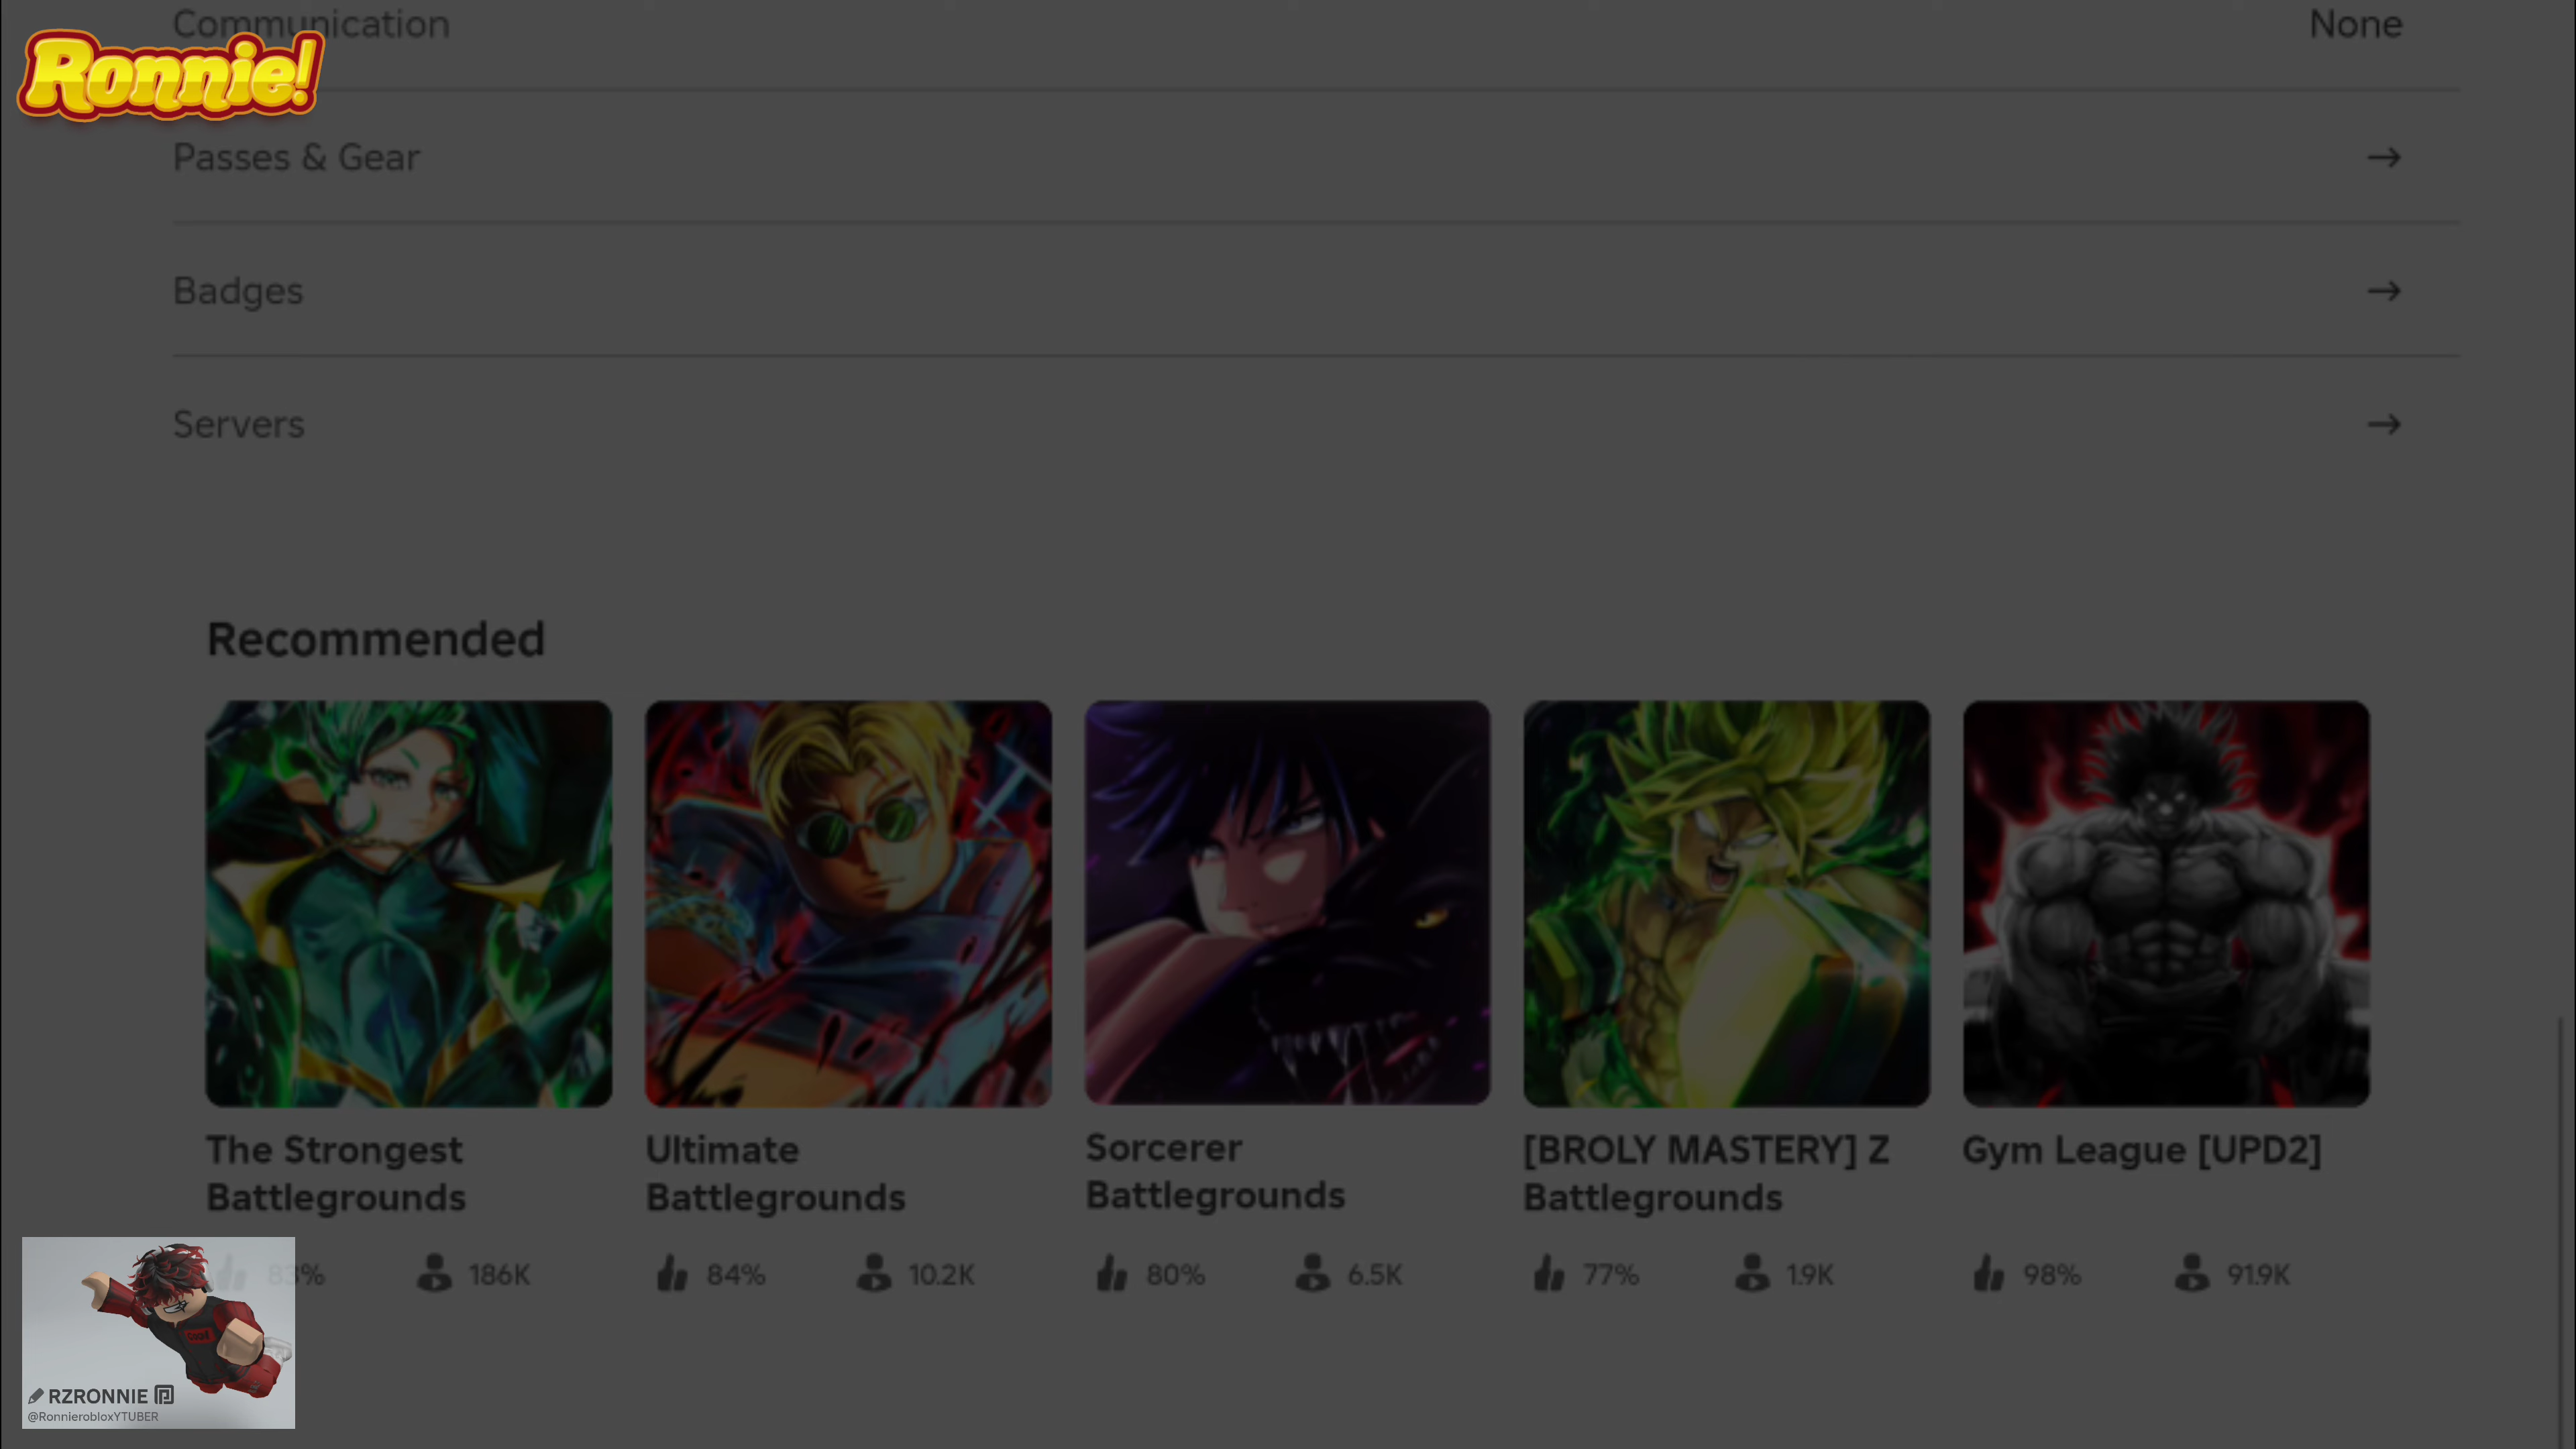 Communication
None
Ronnie!
Passes & Gear
Badges
Servers
Recommended
The Strongest
Battlegrounds
Ultimate
Battlegrounds
Sorcerer
Battlegrounds
[BROLY MASTERY] Z
Battlegrounds
Gym League [UPD2]
83%
186K
84%
10.2K
80%
6.5K
77%
1.9K
98%
91.9K
RZRONNIE
@RonnierobloxYTUBER